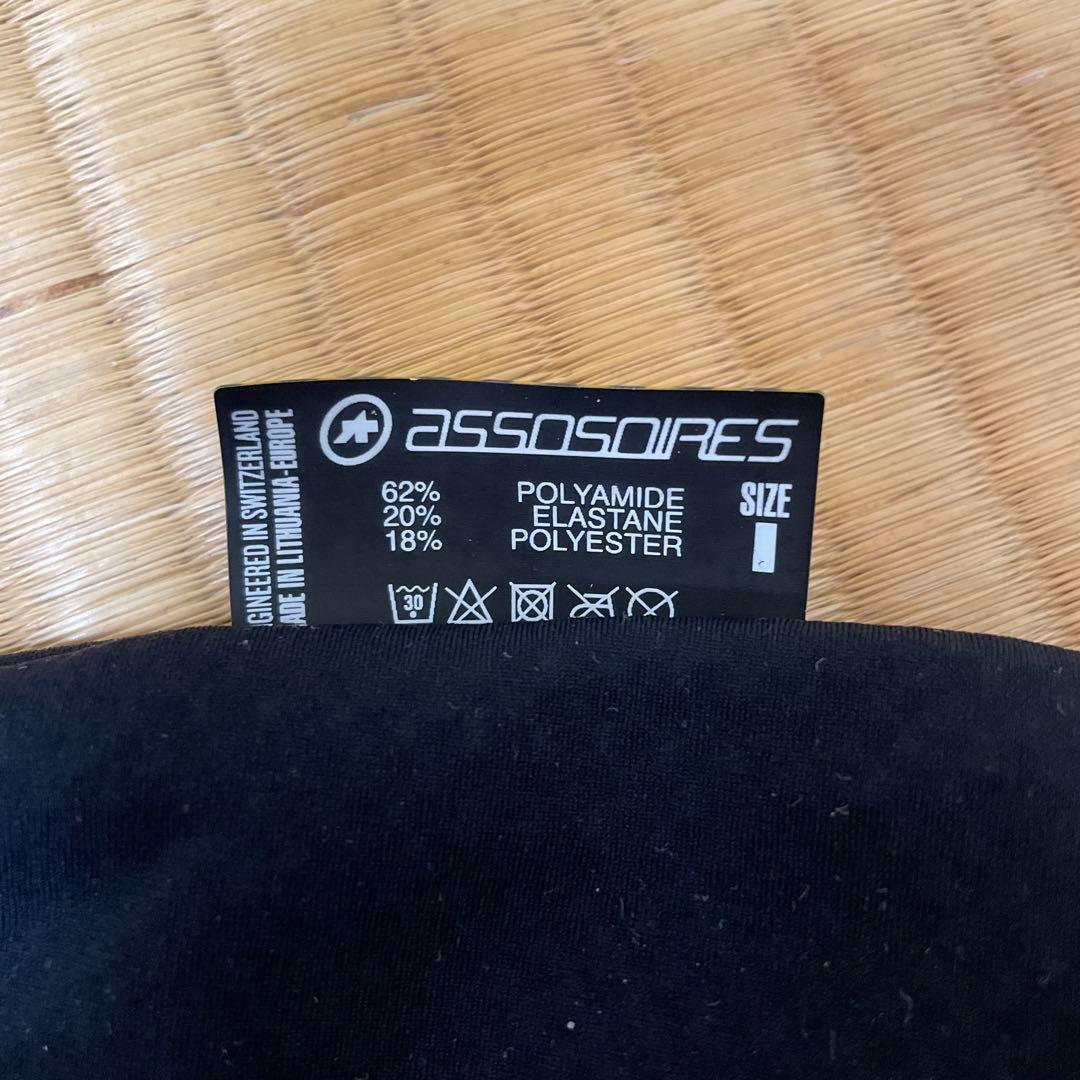 ASSOSOIRES
62% POLYAMIDE
20% ELASTANE
18% POLYESTER
SIZE
I
30
GINEERED IN SWITZERLAND
ADE IN LITHUANIA-EUROPE